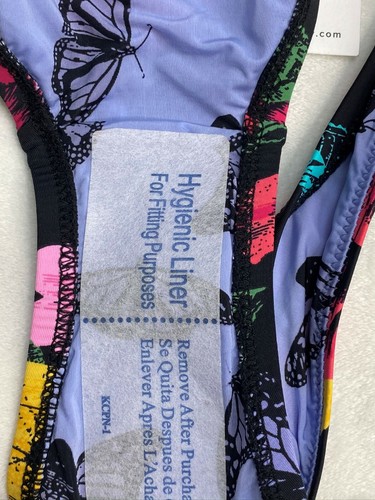 .com
Hygienic Liner
For Fitting Purposes
Remove After Purcha
Se Quita Despues de
Enlever Apres L'Acha
KCPN-1